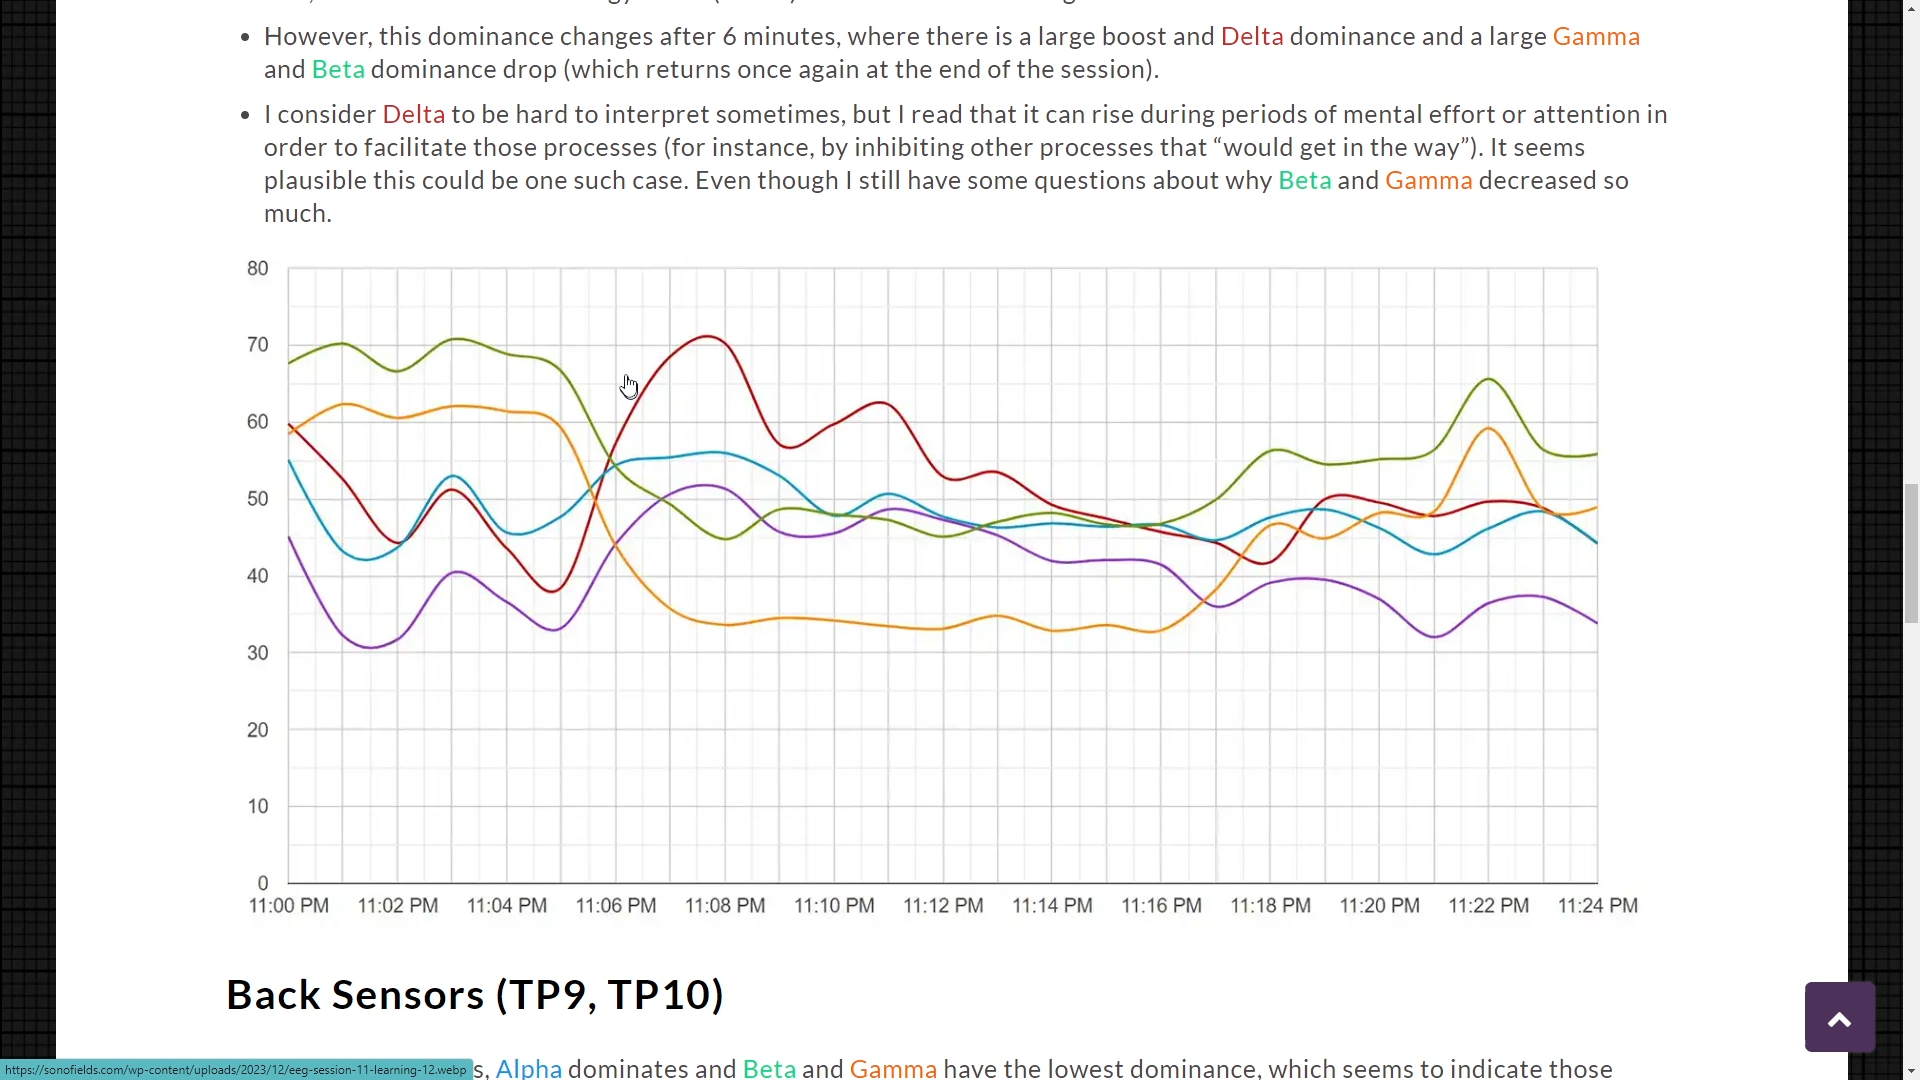 However, this dominance changes after 6 minutes, where there is a large boost and Delta dominance and a large Gamma
and Beta dominance drop (which returns once again at the end of the session).
I consider Delta to be hard to interpret sometimes, but I read that it can rise during periods of mental effort or attention in
order to facilitate those processes (for instance, by inhibiting other processes that “would get in the way”). It seems
plausible this could be one such case. Even though I still have some questions about why Beta and Gamma decreased so
much.
80
70
60
50
40
30
20
10
0
11:00 PM 11:02 PM 11:04 PM 11:06 PM 11:08 PM 11:10 PM 11:12 PM 11:14 PM 11:16 PM 11:18 PM 11:20 PM 11:22 PM 11:24 PM
Back Sensors (TP9, TP10)
s, Alpha dominates and Beta and Gamma have the lowest dominance, which seems to indicate those
https://sonofields.com/wp-content/uploads/2023/12/eeg-session-11-learning-12.webp